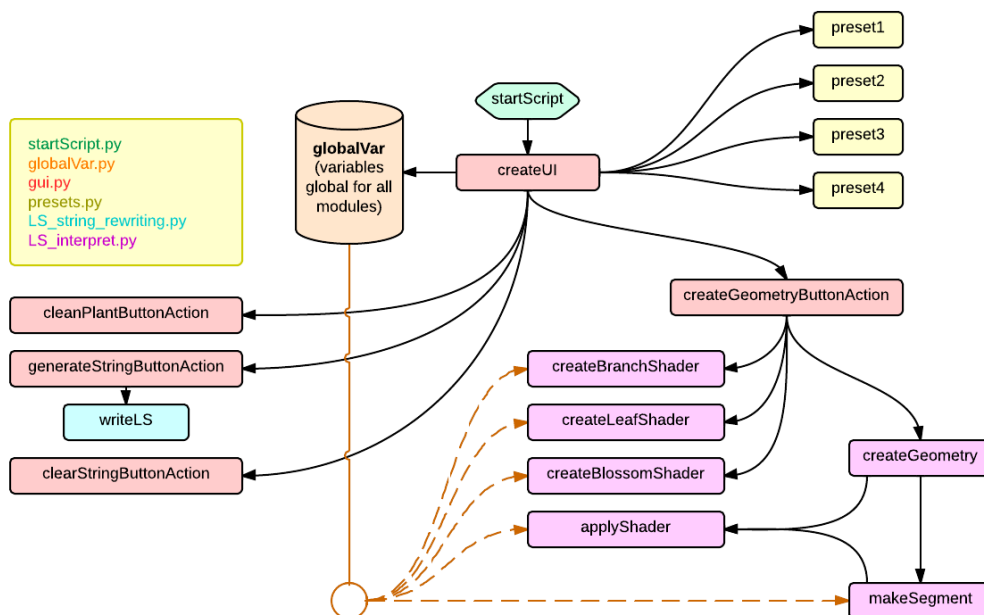 preset1
preset2
startScript
preset3
preset4
startScript.py
globalVar.py
gui.py
presets.py
LS_string_rewriting.py
LS_interpret.py
globalVar
(variables
global for all
modules)
createUI
createGeometryButtonAction
cleanPlantButtonAction
generateStringButtonAction
writeLS
clearStringButtonAction
createBranchShader
createLeafShader
createBlossomShader
applyShader
createGeometry
makeSegment